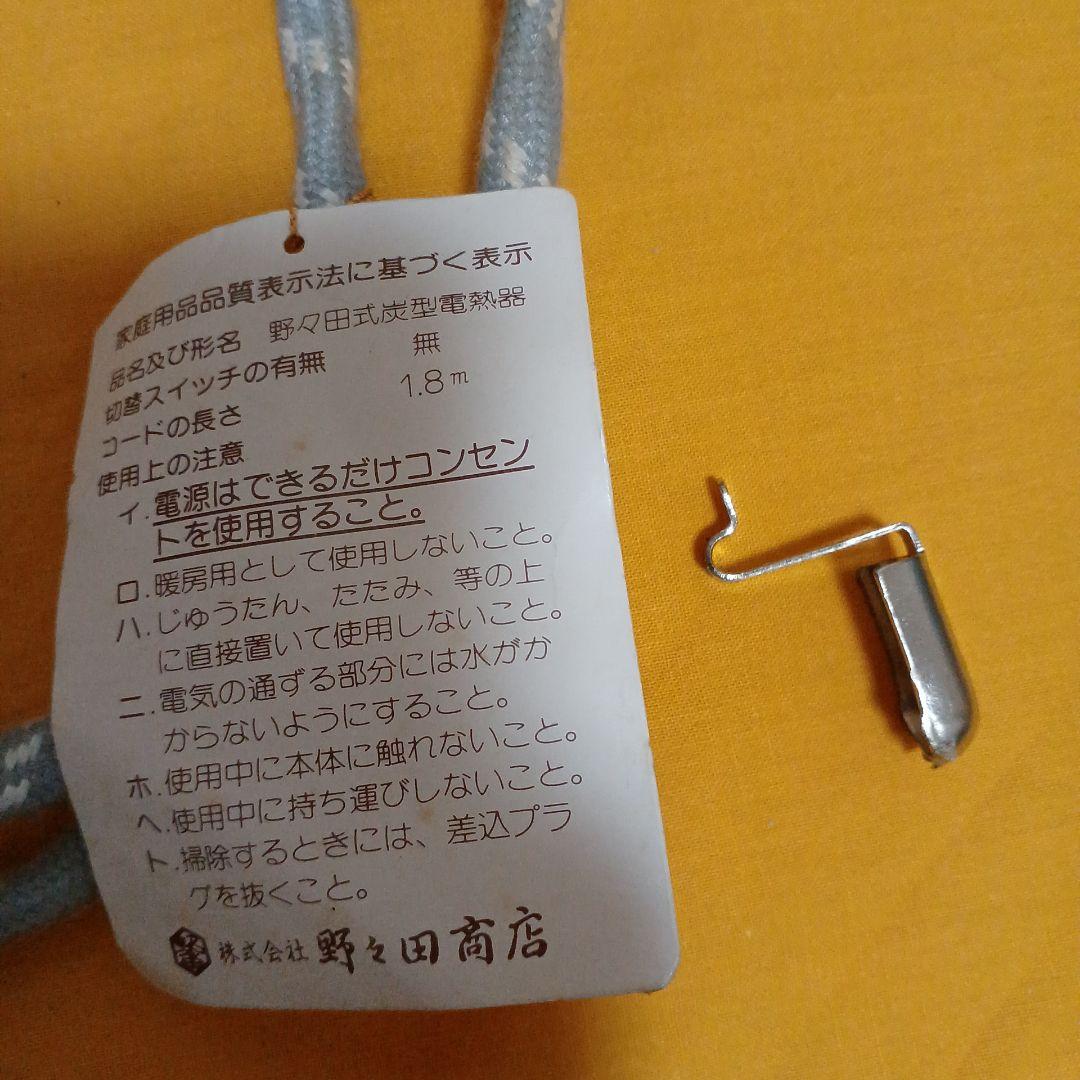 家庭用品品質表示法に基づく表示
品名及び形名 野々田式炭型電熱器
切替スイッチの有無 無
コードの長さ 1.8m
使用上の注意
イ.電源はできるだけコンセン
トを使用すること。
ロ.暖房用として使用しないこと。
ハ.じゅうたん、たたみ、等の上
に直接置いて使用しないこと。
ニ.電気の通ずる部分には水がか
からないようにすること。
ホ.使用中に本体に触れないこと。
ヘ.使用中に持ち運びしないこと。
ト.掃除するときには、差込プラ
グを抜くこと。
株式会社 野々田商店